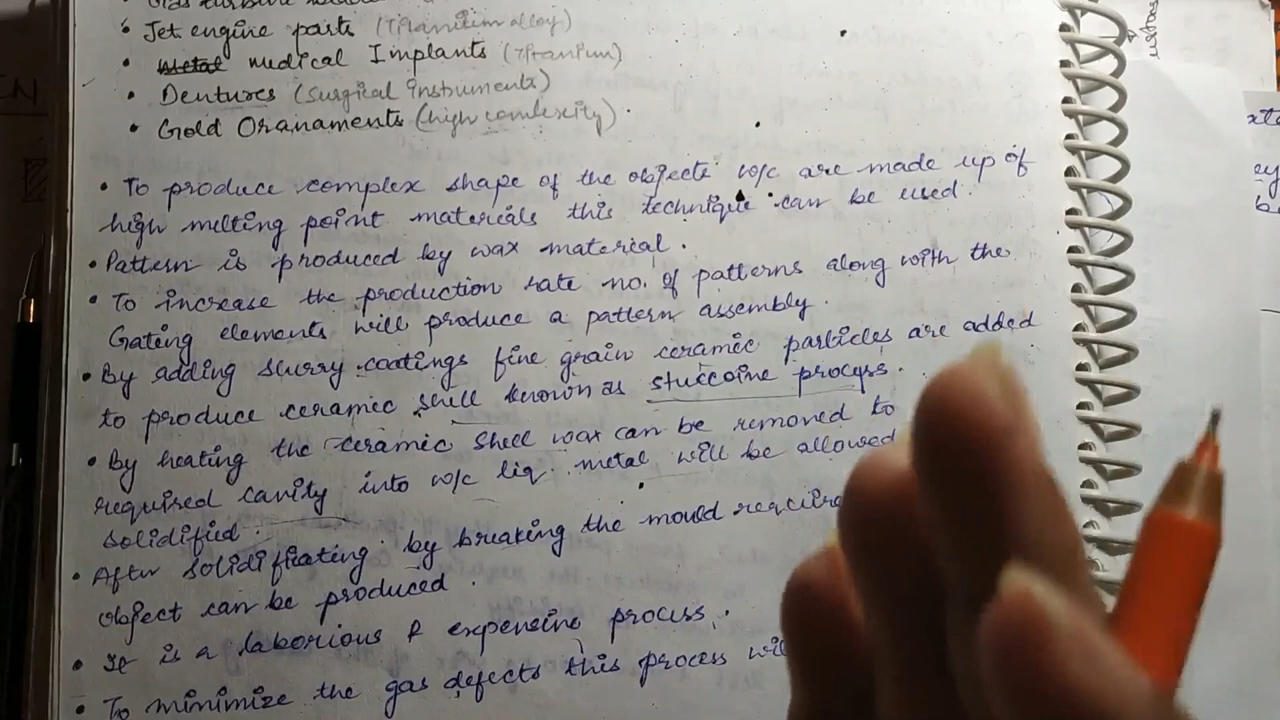 • Jet engine parts (Titanium alloy)
• Metal medical Implants (Titanium)
• Dentures (Surgical instruments)
• Gold Oranaments (high comlexity)
• To produce complex shape of the objects w/c are made up of
high melting point materials this technique can be used.
• Pattern is produced by wax material.
• To increase the production rate no. of patterns along with the
Gating elements will produce a pattern assembly.
• By adding slurry coatings fine grain ceramic particles are added
to produce ceramic shell known as stuccoine process.
• By heating the ceramic shell wax can be removed to
required cavity into w/c liq. metal will be allowed
solidified.
• After solidificating by breaking the mould
object can be produced.
• It is a laborious & expensive process.
• To minimize the gas defects this process